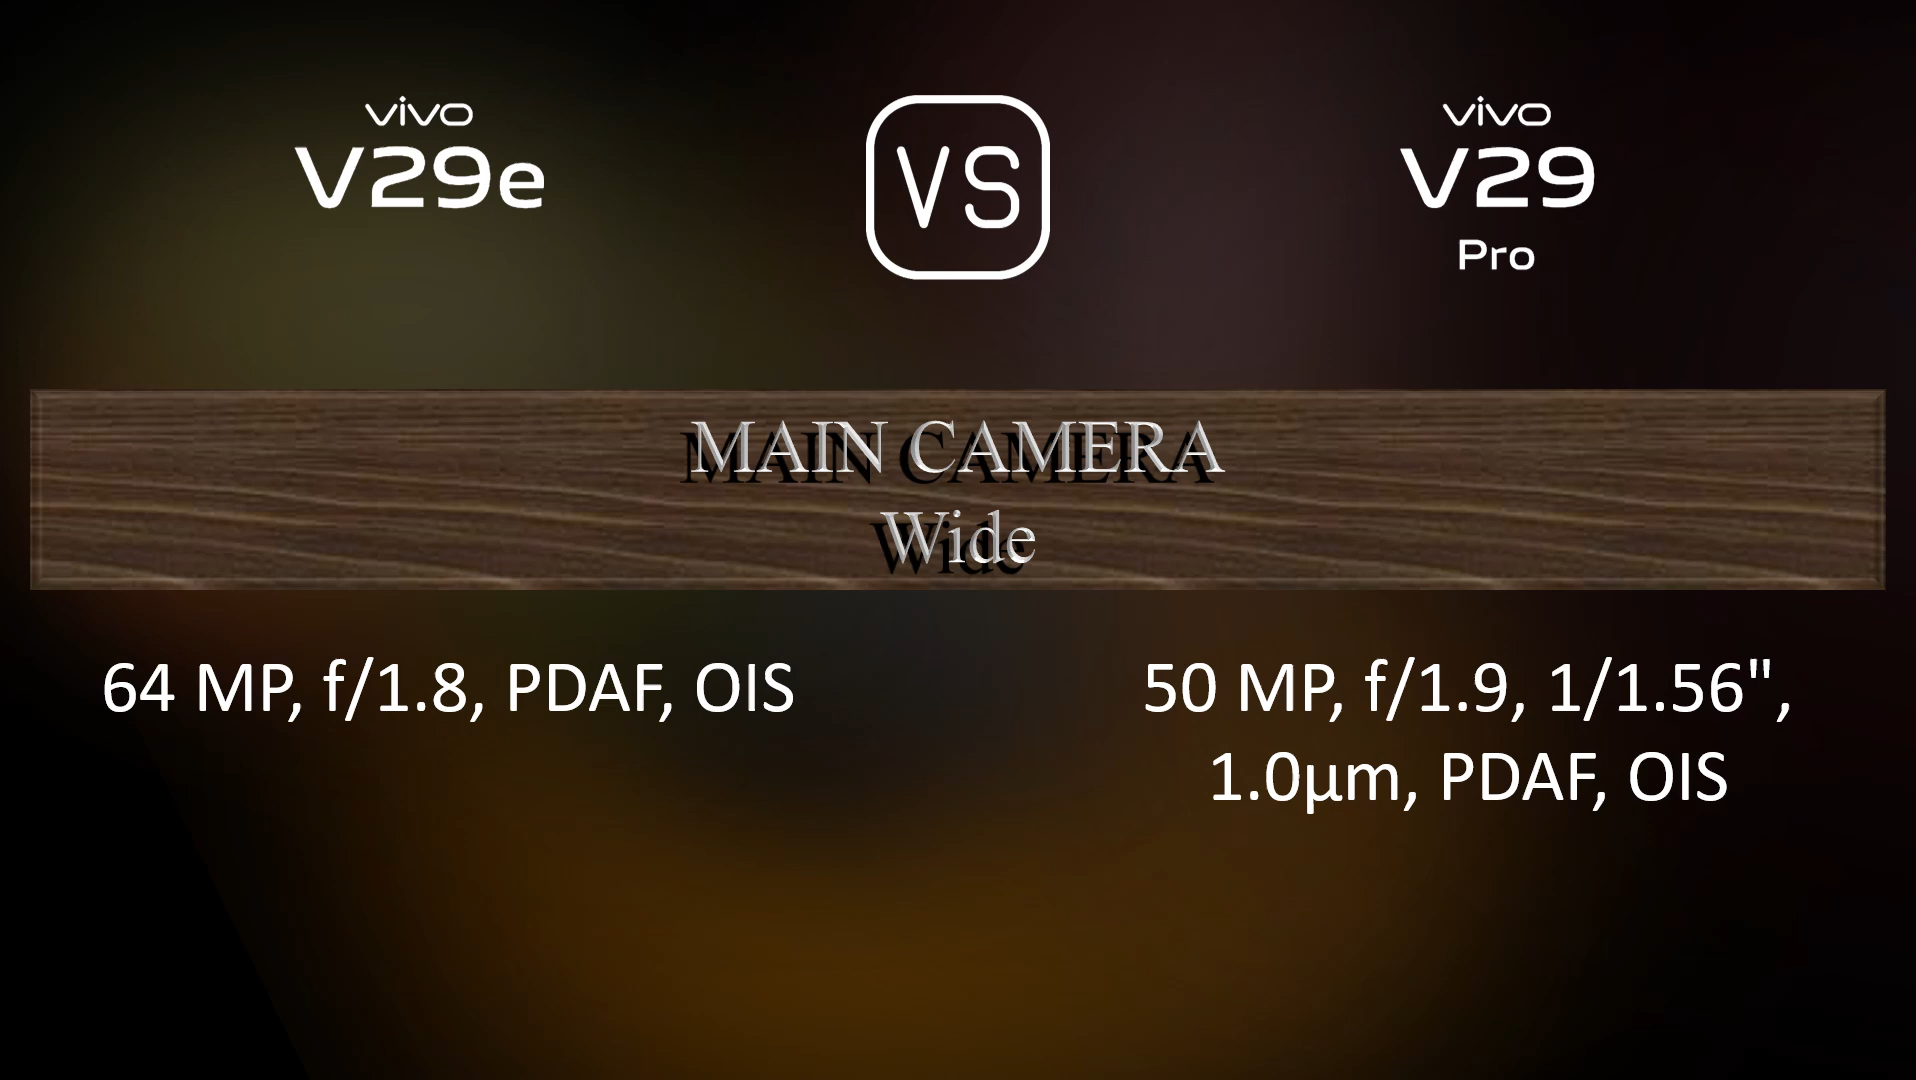 vivo
V29e
VS
vivo
V29
Pro
MAIN CAMERA
Wide
64 MP, f/1.8, PDAF, OIS
50 MP, f/1.9, 1/1.56",
1.0µm, PDAF, OIS